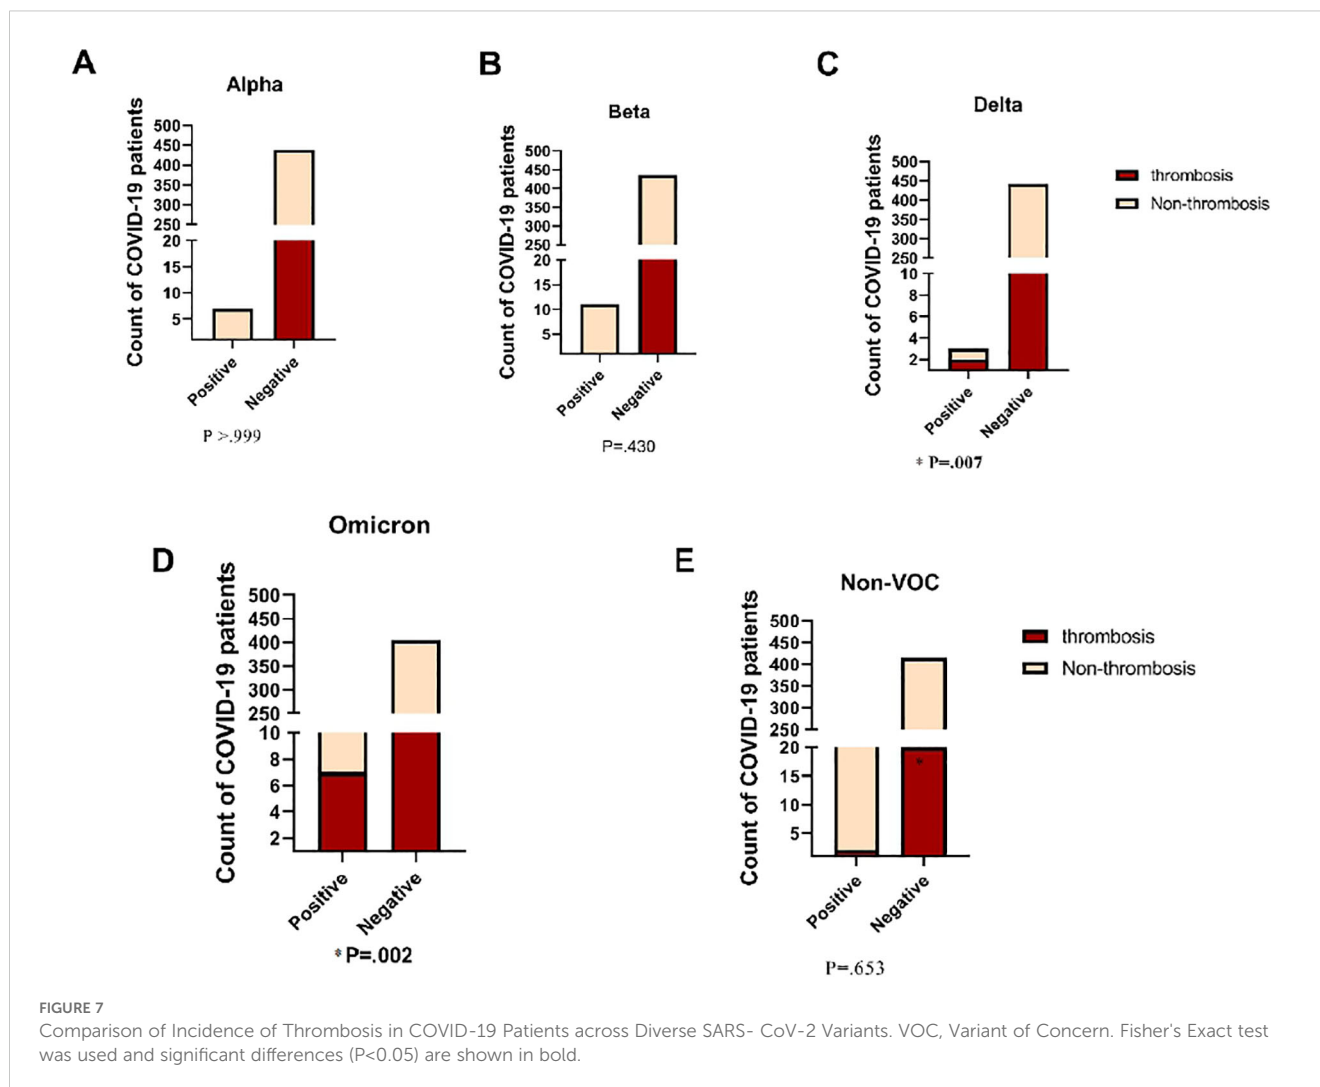 A
Alpha
Count of COVID-19 patients
500
450
400
350
300
250
20
15
10
5
Positive
Negative
P >.999
B
Beta
Count of COVID-19 patients
500
450
400
350
300
250
20
15
10
5
Positive
Negative
P=.430
C
Delta
Count of COVID-19 patients
500
450
400
350
300
250
10
8
6
4
2
Positive
Negative
* P=.007
thrombosis
Non-thrombosis
D
Omicron
Count of COVID-19 patients
500
450
400
350
300
250
10
8
6
4
2
Positive
Negative
*P=.002
E
Non-VOC
Count of COVID-19 patients
500
450
400
350
300
250
20
15
10
5
*
Positive
Negative
P=.653
thrombosis
Non-thrombosis
FIGURE 7
Comparison of Incidence of Thrombosis in COVID-19 Patients across Diverse SARS- CoV-2 Variants. VOC, Variant of Concern. Fisher's Exact test
was used and significant differences (P<0.05) are shown in bold.